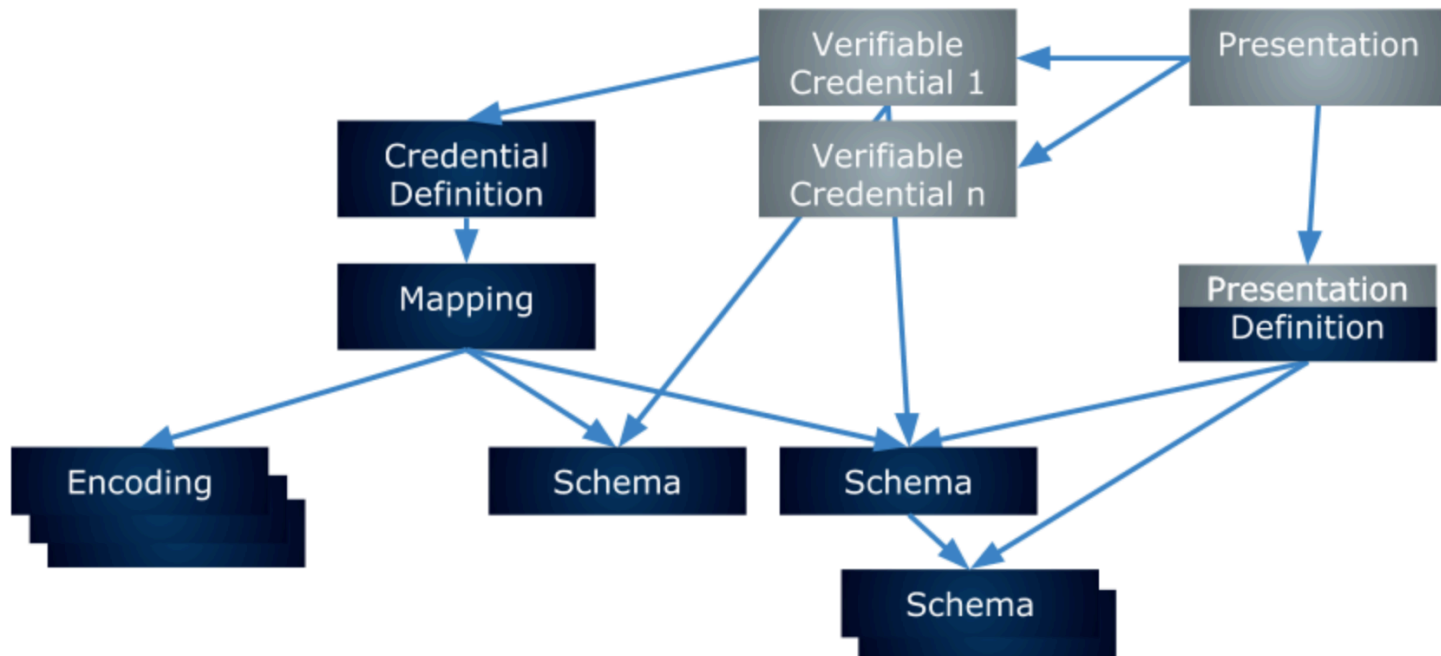 Verifiable
Credential 1
Presentation
Credential
Definition
Verifiable
Credential n
Mapping
Presentation
Definition
Encoding
Schema
Schema
Schema